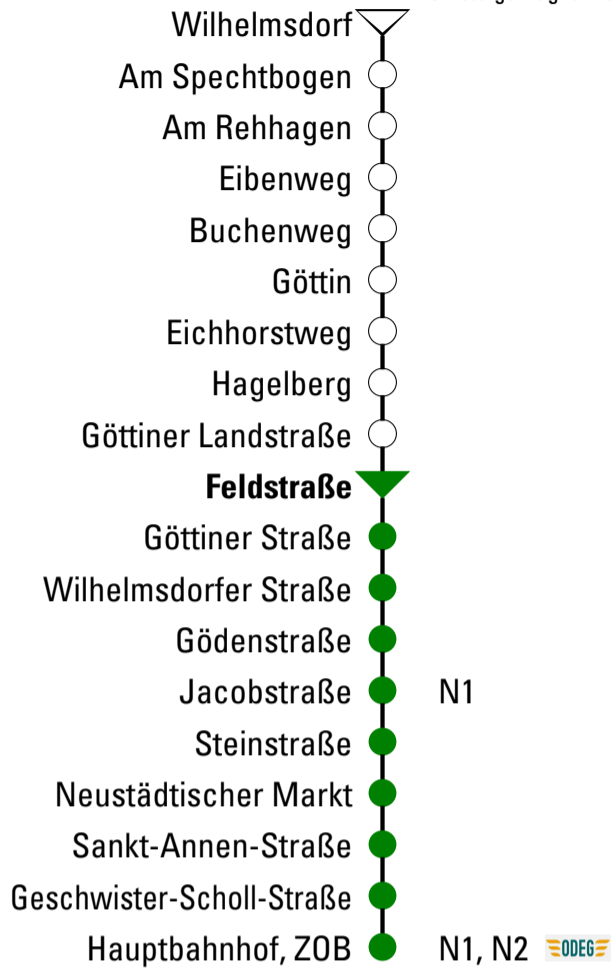 Wilhelmsdorf
Am Spechtbogen
Am Rehhagen
Eibenweg
Buchenweg
Göttin
Eichhorstweg
Hagelberg
Göttiner Landstraße
Feldstraße
Göttiner Straße
Wilhelmsdorfer Straße
Gödenstraße
Jacobstraße N1
Steinstraße
Neustädtischer Markt
Sankt-Annen-Straße
Geschwister-Scholl-Straße
Hauptbahnhof, ZOB N1, N2 ODEG